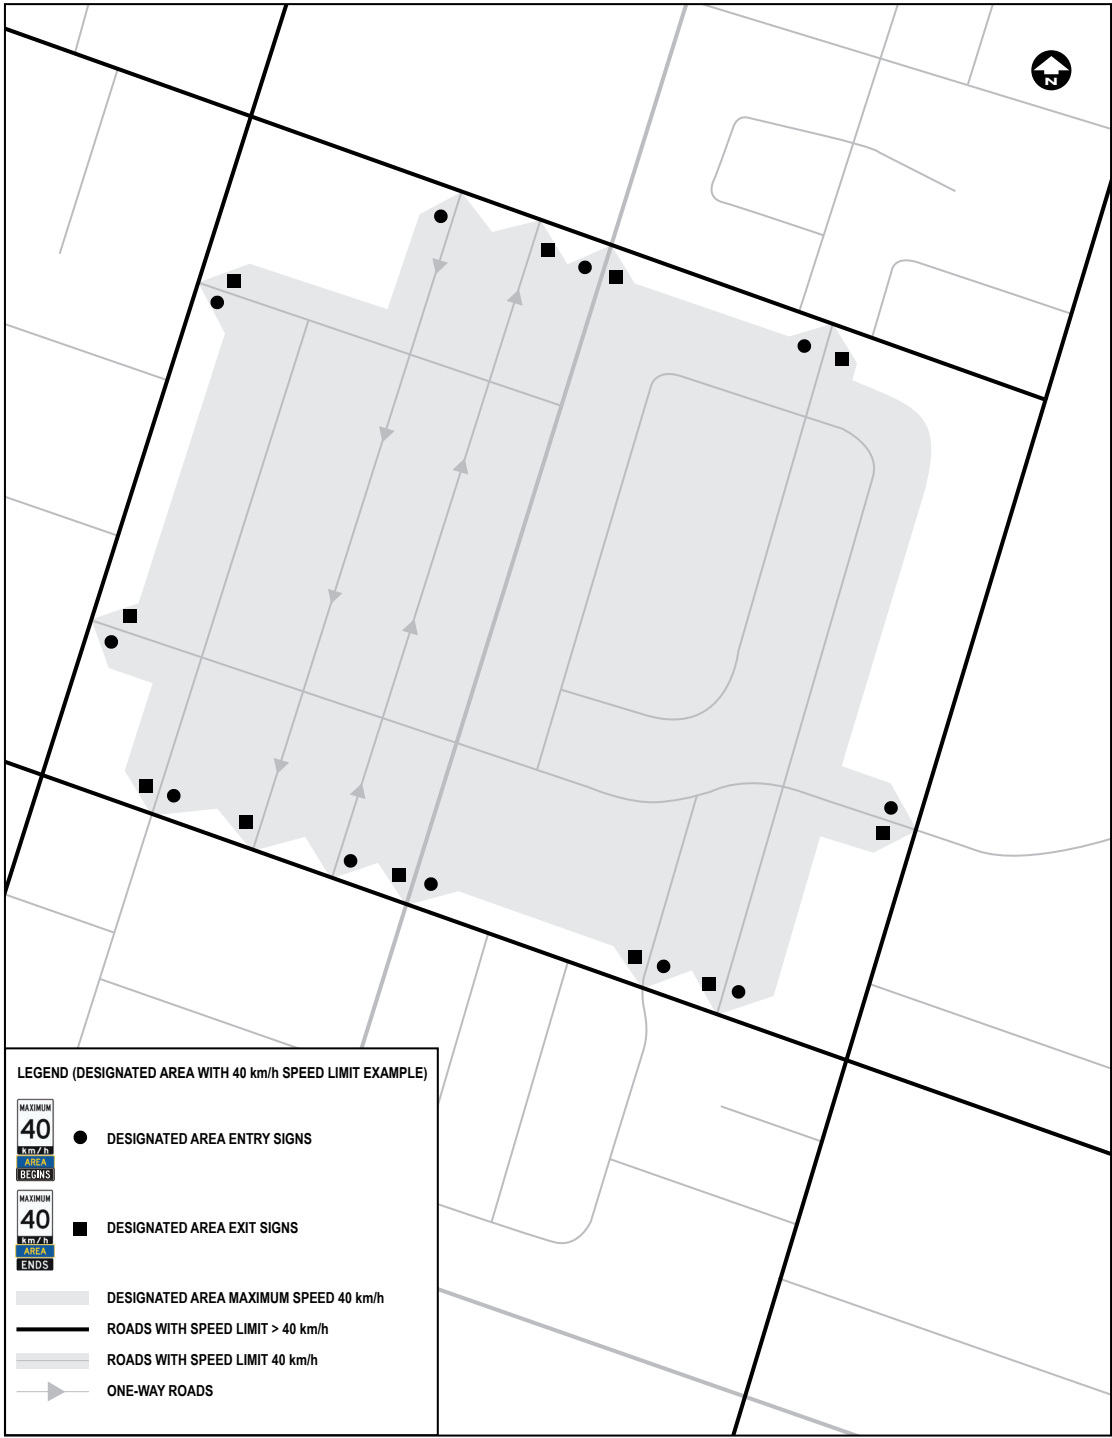 N
LEGEND (DESIGNATED AREA WITH 40 km/h SPEED LIMIT EXAMPLE)
MAXIMUM
40
km/h
AREA
BEGINS
DESIGNATED AREA ENTRY SIGNS
MAXIMUM
40
km/h
AREA
ENDS
DESIGNATED AREA EXIT SIGNS
DESIGNATED AREA MAXIMUM SPEED 40 km/h
ROADS WITH SPEED LIMIT > 40 km/h
ROADS WITH SPEED LIMIT 40 km/h
ONE-WAY ROADS